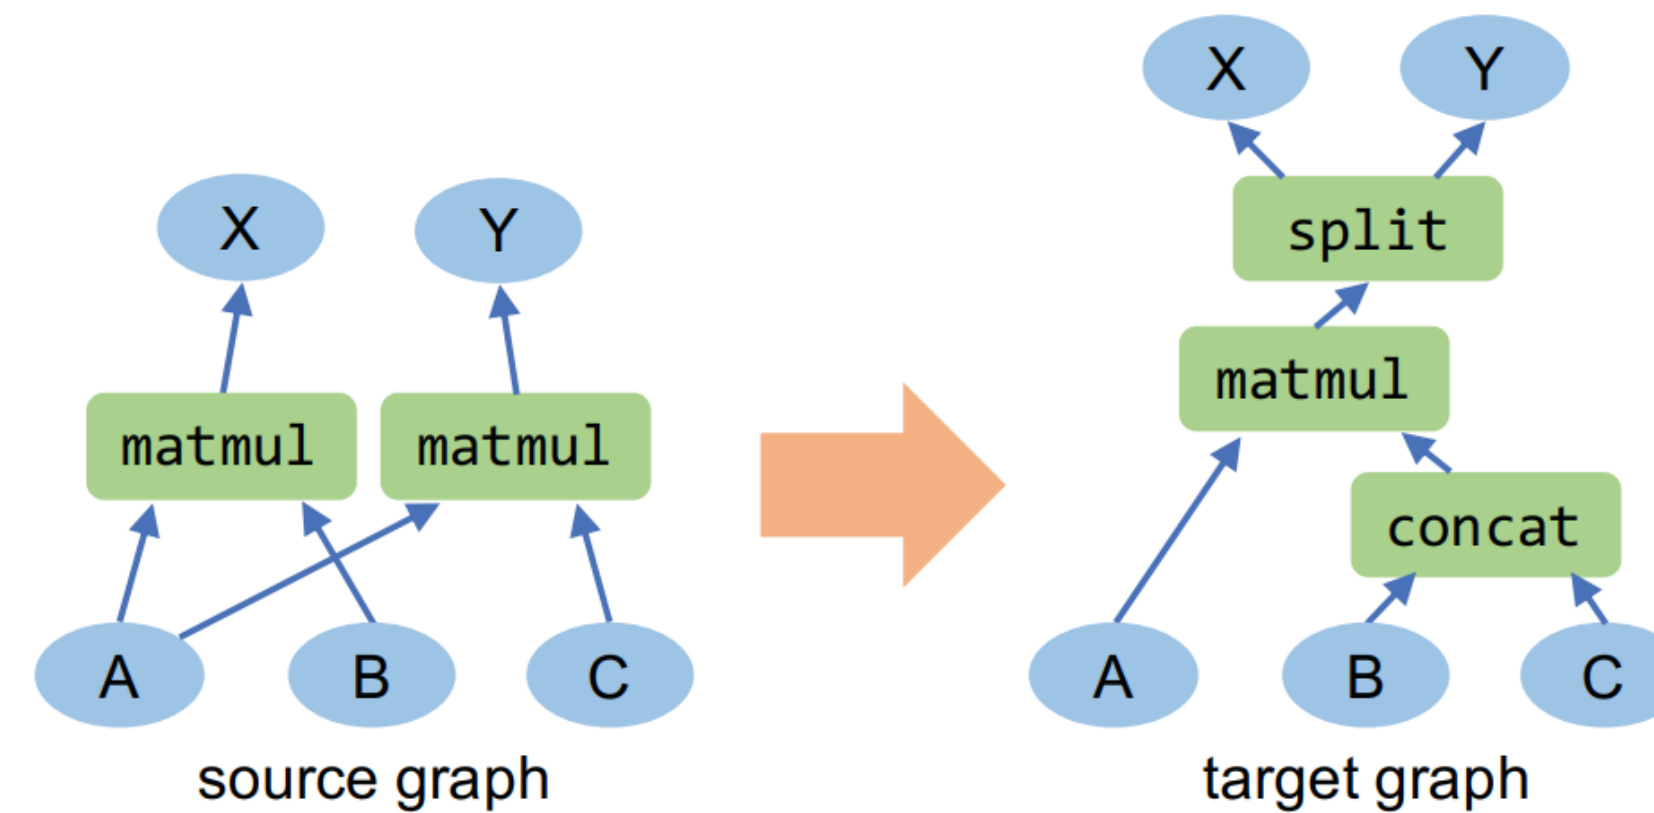 X Y
matmul matmul
A B C
source graph
X Y
split
matmul
concat
A B C
target graph